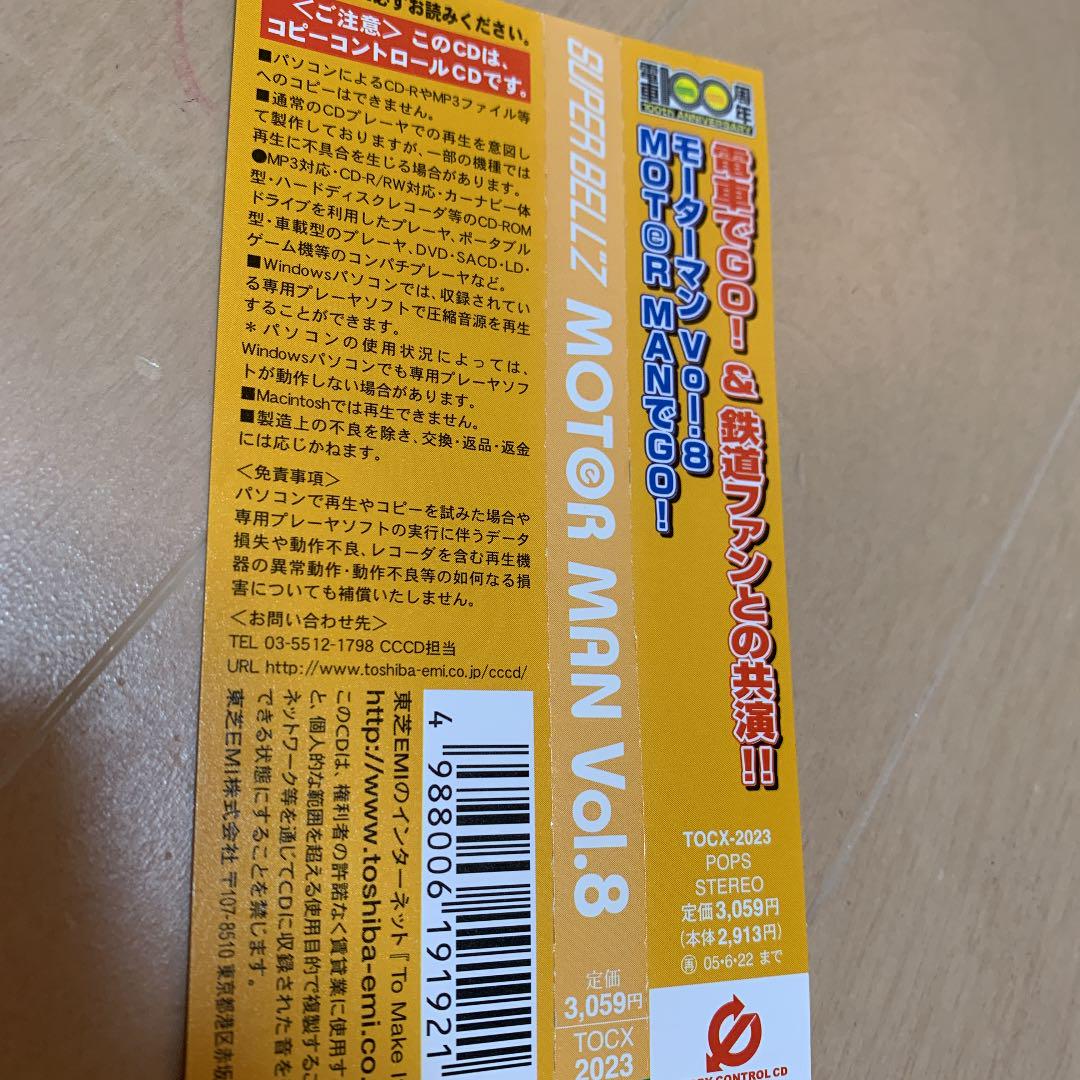 ずお読みください。
＜ご注意＞ このCDは、
コピーコントロールCDです。
■パソコンによるCD-RやMP3ファイル等
へのコピーはできません。
■通常のCDプレーヤでの再生を意図し
て製作しておりますが、一部の機種では
再生に不具合を生じる場合があります。
●MP3対応・CD-R/RW対応・カーナビ一体
型・ハードディスクレコーダ等のCD-ROM
ドライブを利用したプレーヤ、ポータブル
型・車載型のプレーヤ、DVD・SACD・LD・
ゲーム機等のコンパチプレーヤなど。
■Windowsパソコンでは、収録されてい
る専用プレーヤソフトで圧縮音源を再生
することができます。
＊パソコンの使用状況によっては、
Windowsパソコンでも専用プレーヤソフ
トが動作しない場合があります。
■Macintoshでは再生できません。
■製造上の不良を除き、交換・返品・返金
には応じかねます。
＜免責事項＞
パソコンで再生やコピーを試みた場合や
専用プレーヤソフトの実行に伴うデータ
損失や動作不良、レコーダを含む再生機
器の異常動作・動作不良等の如何なる損
害についても補償いたしません。
＜お問い合わせ先＞
TEL 03-5512-1798 CCCD担当
URL http://www.toshiba-emi.co.jp/cccd/
東芝EMIのインターネット『To Make I
http://www.toshiba-emi.co.
このCDは、権利者の許諾なく賃貸業に使用す
と、個人的な範囲を超える使用目的で複製するこ
ネットワーク等を通じてCDに収録された音を
できる状態にすることを禁じます。
東芝EMI株式会社 〒107-8510 東京都港区赤坂
4 988006 191921
SUPER BELL"Z MOTOR MAN Vol.8
定価
3,059円
TOCX
2023
電車100周年
100th ANNIVERSARY
電車でGO! & 鉄道ファンとの共演!!
モーターマン Vol.8
MOTOR MANでGO!
TOCX-2023
POPS
STEREO
定価3,059円
(本体2,913円)
再 05・6・22 まで
CONTROL CD